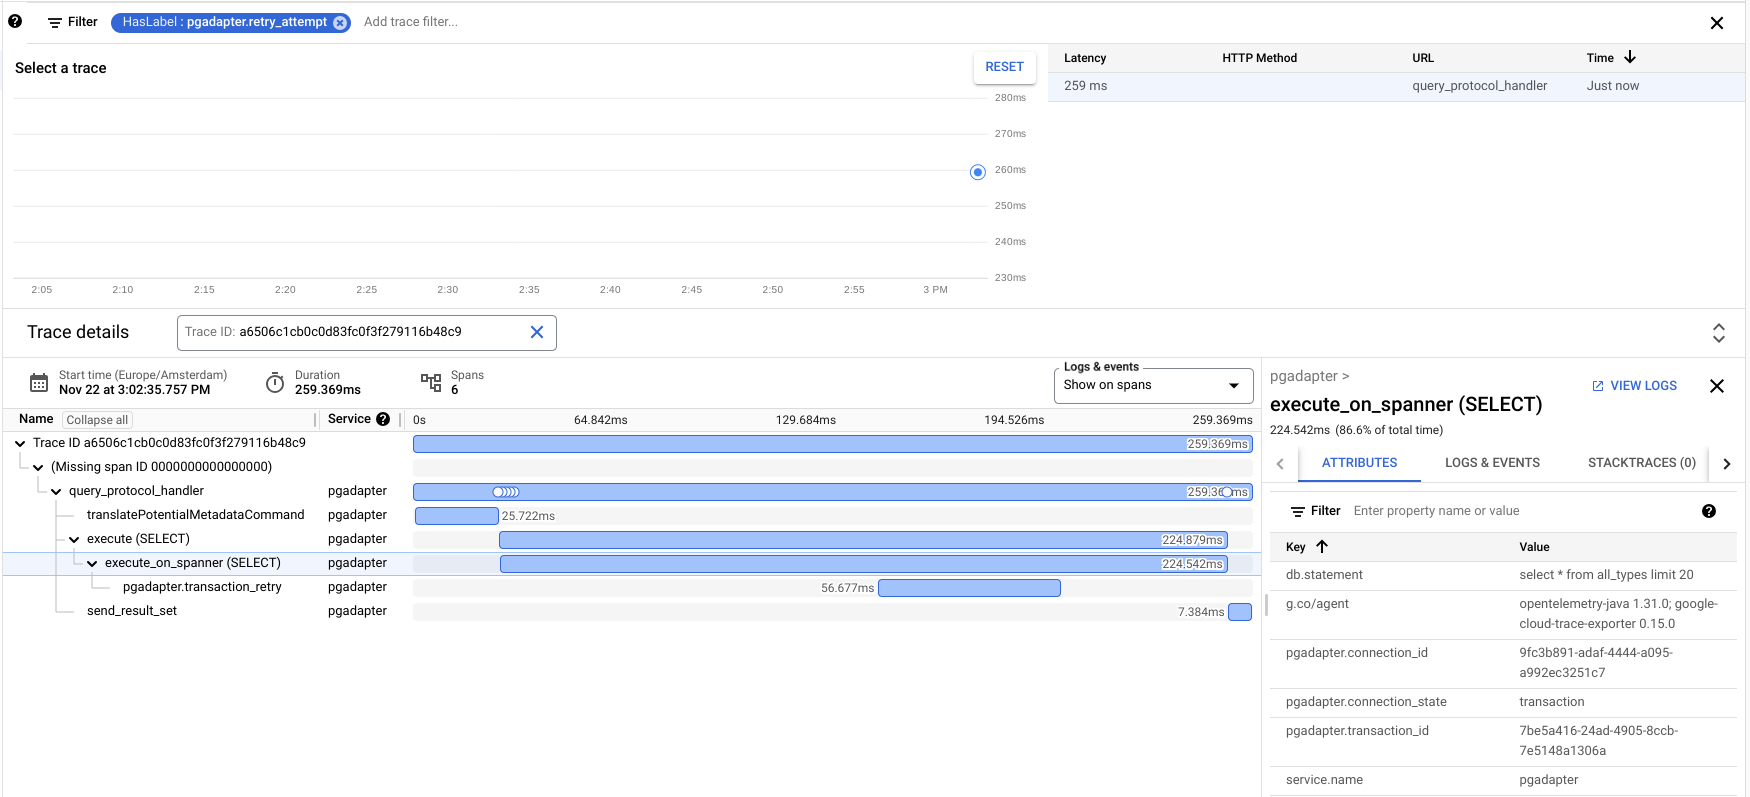 Filter HasLabel : pgadapter.retry_attempt Add trace filter...
Select a trace
RESET
280ms
270ms
260ms
250ms
240ms
230ms
2:05 2:10 2:15 2:20 2:25 2:30 2:35 2:40 2:45 2:50 2:55 3 PM
Latency HTTP Method URL Time
259 ms query_protocol_handler Just now
Trace details Trace ID: a6506c1cb0c0d83fc0f3f279116b48c9
Start time (Europe/Amsterdam)
Nov 22 at 3:02:35.757 PM
Duration
259.369ms
Spans
6
Logs & events
Show on spans
Name Collapse all Service 0s 64.842ms 129.684ms 194.526ms 259.369ms
Trace ID a6506c1cb0c0d83fc0f3f279116b48c9 259.369ms
(Missing span ID 0000000000000000)
query_protocol_handler pgadapter 259.36 ms
translatePotentialMetadataCommand pgadapter 25.722ms
execute (SELECT) pgadapter 224.879ms
execute_on_spanner (SELECT) pgadapter 224.542ms
pgadapter.transaction_retry pgadapter 56.677ms
send_result_set pgadapter 7.384ms
pgadapter >
VIEW LOGS
execute_on_spanner (SELECT)
224.542ms (86.6% of total time)
ATTRIBUTES LOGS & EVENTS STACKTRACES (0)
Filter Enter property name or value
Key Value
db.statement select * from all_types limit 20
g.co/agent opentelemetry-java 1.31.0; google-
cloud-trace-exporter 0.15.0
pgadapter.connection_id 9fc3b891-adaf-4444-a095-
a992ec3251c7
pgadapter.connection_state transaction
pgadapter.transaction_id 7be5a416-24ad-4905-8ccb-
7e5148a1306a
service.name pgadapter